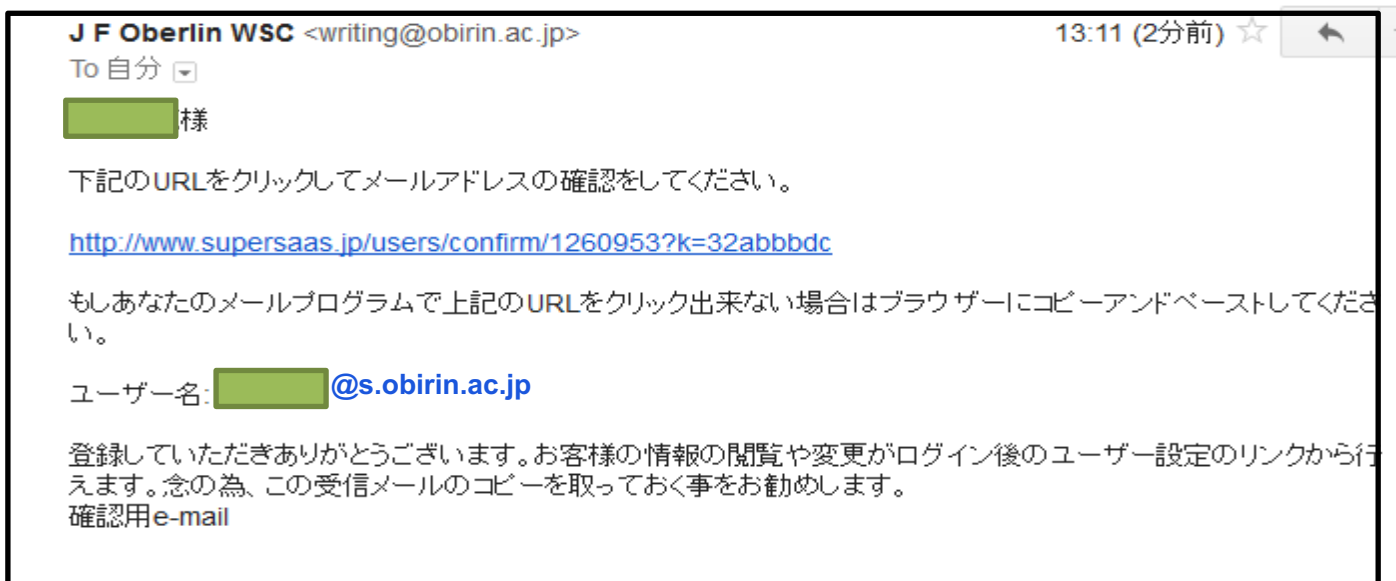 J F Oberlin WSC <writing@obirin.ac.jp> 13:11 (2分前)
To 自分
様
下記のURLをクリックしてメールアドレスの確認をしてください。
http://www.supersaas.jp/users/confirm/1260953?k=32abbbdc
もしあなたのメールプログラムで上記のURLをクリック出来ない場合はブラウザーにコピーアンドペーストしてくださ
い。
ユーザー名: @s.obirin.ac.jp
登録していただきありがとうございます。お客様の情報の閲覧や変更がログイン後のユーザー設定のリンクから行
えます。念の為、この受信メールのコピーを取っておく事をお勧めします。
確認用e-mail